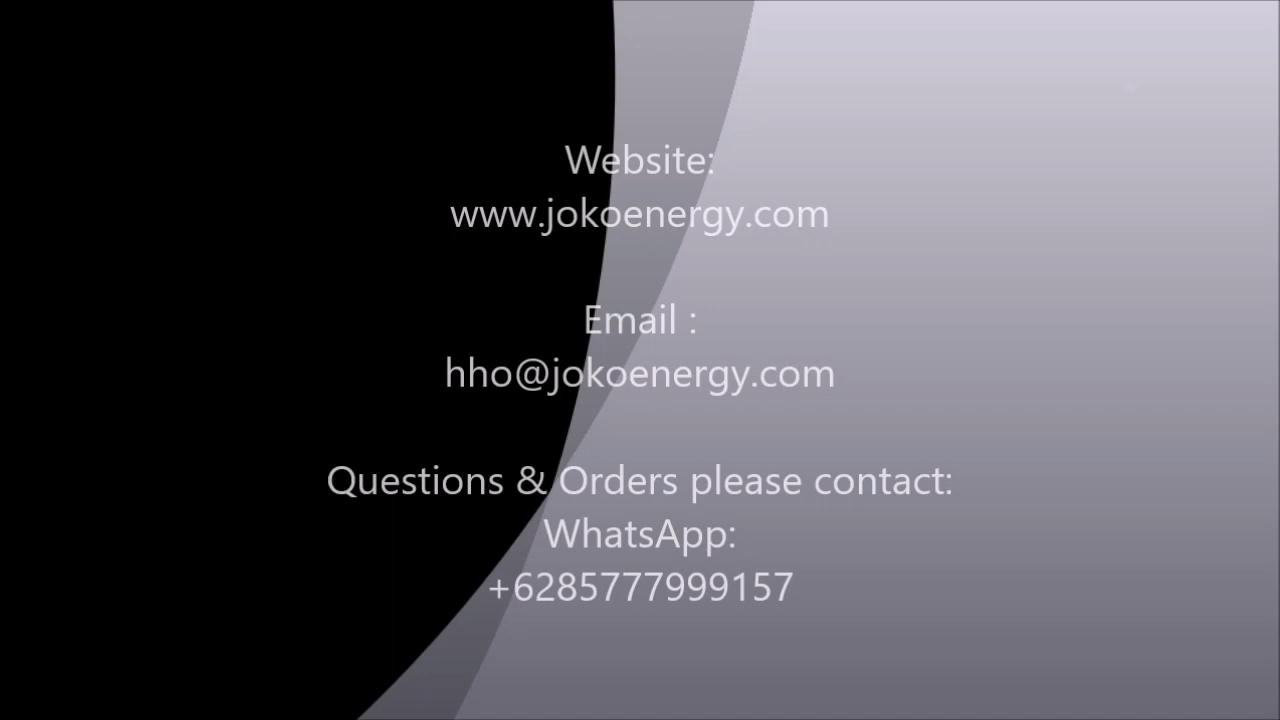 Website:
www.jokoenergy.com
Email :
hho@jokoenergy.com
Questions & Orders please contact:
WhatsApp:
+6285777999157